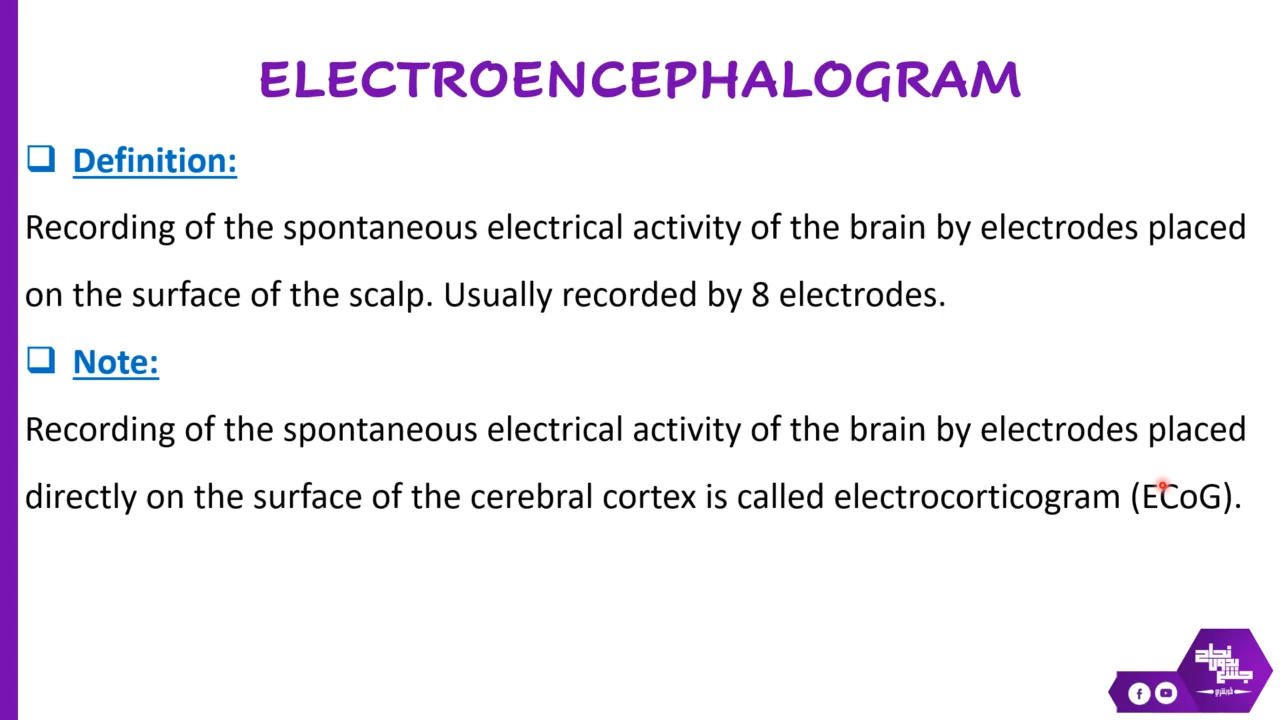 ELECTROENCEPHALOGRAM
Definition:
Recording of the spontaneous electrical activity of the brain by electrodes placed
on the surface of the scalp. Usually recorded by 8 electrodes.
Note:
Recording of the spontaneous electrical activity of the brain by electrodes placed
directly on the surface of the cerebral cortex is called electrocorticogram (ECoG).
نجاح
بدون